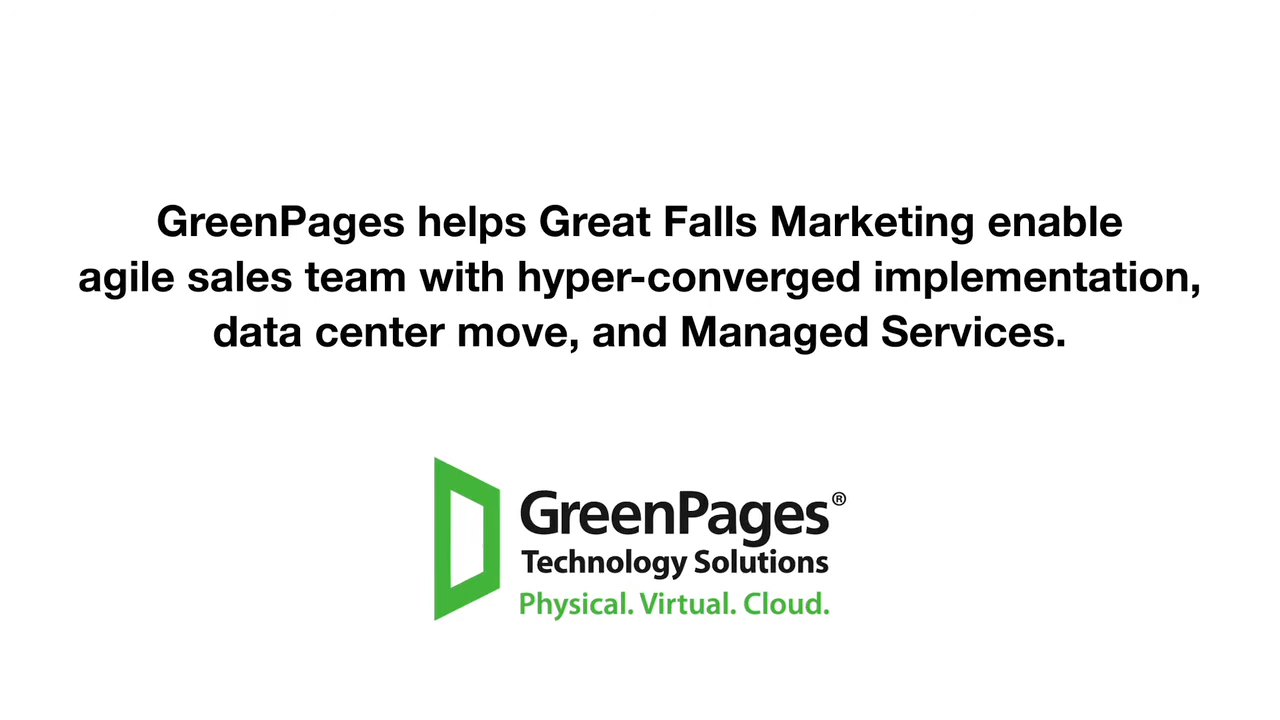 GreenPages helps Great Falls Marketing enable
agile sales team with hyper-converged implementation,
data center move, and Managed Services.
GreenPages®
Technology Solutions
Physical. Virtual. Cloud.